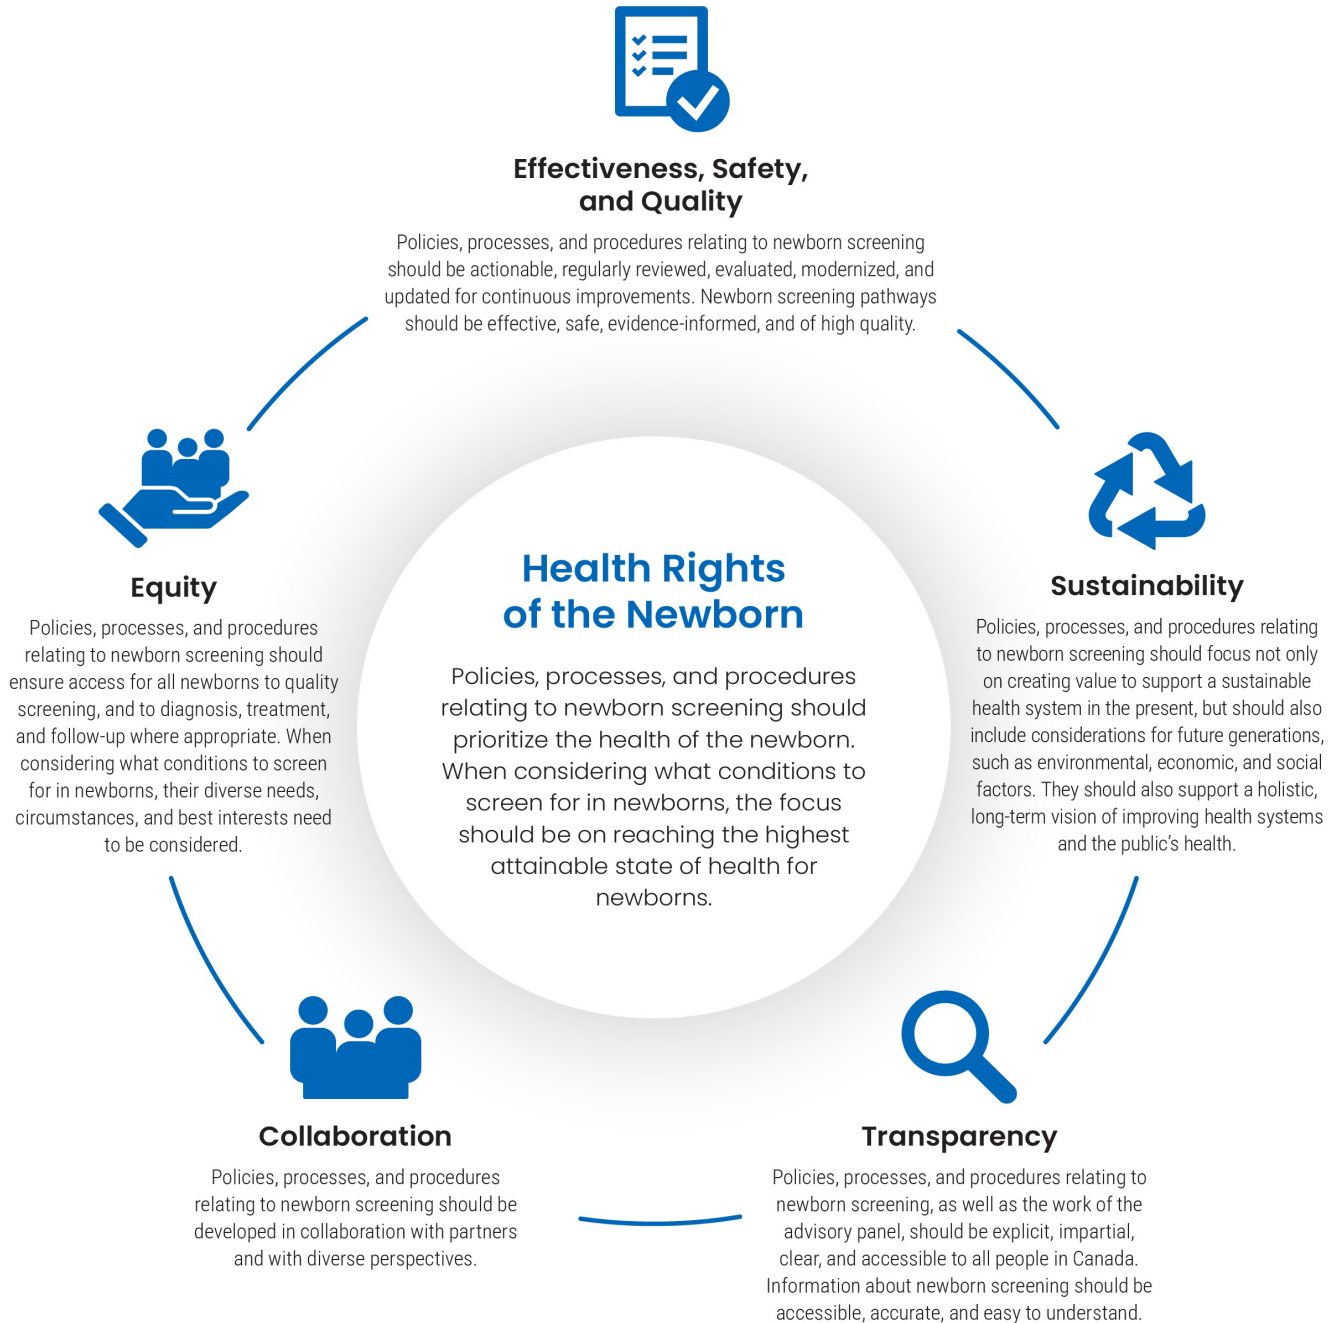 Effectiveness, Safety,
and Quality
Policies, processes, and procedures relating to newborn screening
should be actionable, regularly reviewed, evaluated, modernized, and
updated for continuous improvements. Newborn screening pathways
should be effective, safe, evidence-informed, and of high quality.
Equity
Policies, processes, and procedures
relating to newborn screening should
ensure access for all newborns to quality
screening, and to diagnosis, treatment,
and follow-up where appropriate. When
considering what conditions to screen
for in newborns, their diverse needs,
circumstances, and best interests need
to be considered.
Health Rights
of the Newborn
Policies, processes, and procedures
relating to newborn screening should
prioritize the health of the newborn.
When considering what conditions to
screen for in newborns, the focus
should be on reaching the highest
attainable state of health for
newborns.
Sustainability
Policies, processes, and procedures relating
to newborn screening should focus not only
on creating value to support a sustainable
health system in the present, but should also
include considerations for future generations,
such as environmental, economic, and social
factors. They should also support a holistic,
long-term vision of improving health systems
and the public's health.
Collaboration
Policies, processes, and procedures
relating to newborn screening should be
developed in collaboration with partners
and with diverse perspectives.
Transparency
Policies, processes, and procedures relating to
newborn screening, as well as the work of the
advisory panel, should be explicit, impartial,
clear, and accessible to all people in Canada.
Information about newborn screening should be
accessible, accurate, and easy to understand.